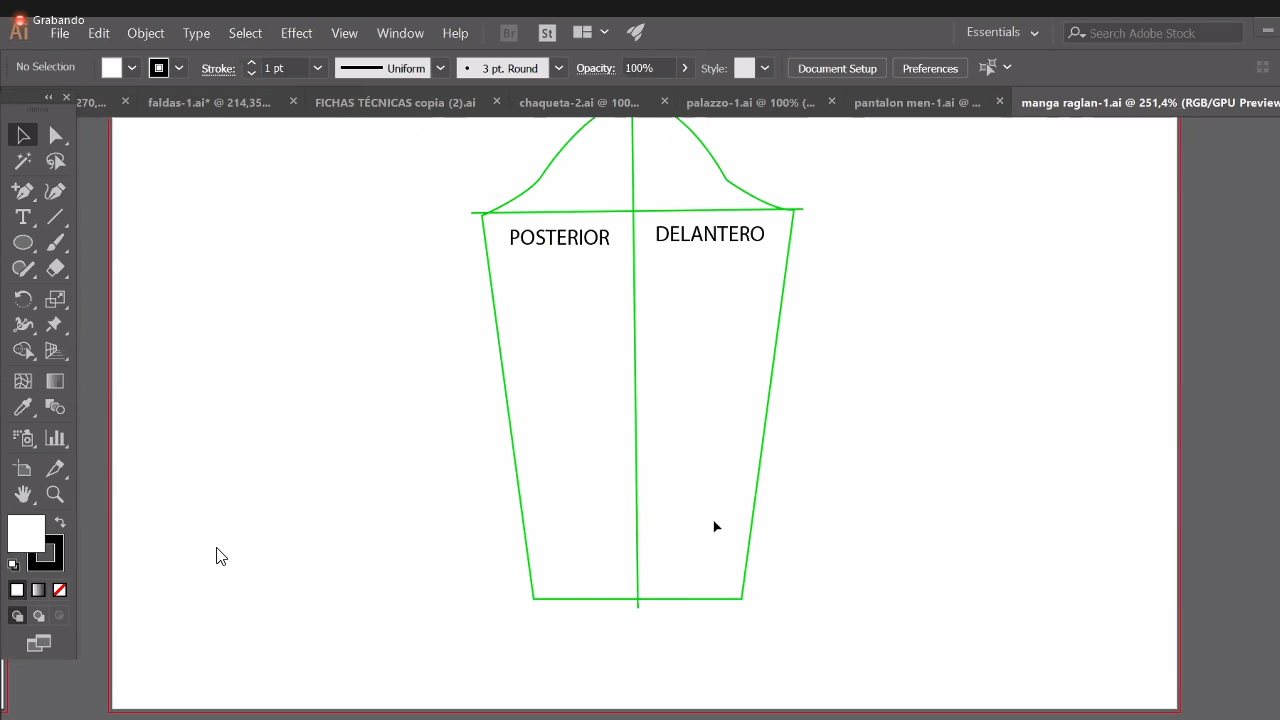 Grabando
Ai File Edit Object Type Select Effect View Window Help Br St Essentials Search Adobe Stock
No Selection Stroke: 1 pt Uniform 3 pt. Round Opacity: 100% Style: Document Setup Preferences
270,... faldas-1.ai* @ 214,35... FICHAS TÉCNICAS copia (2).ai chaqueta-2.ai @ 100... palazzo-1.ai @ 100% (... pantalon men-1.ai @ ... manga raglan-1.ai @ 251,4% (RGB/GPU Preview
POSTERIOR DELANTERO